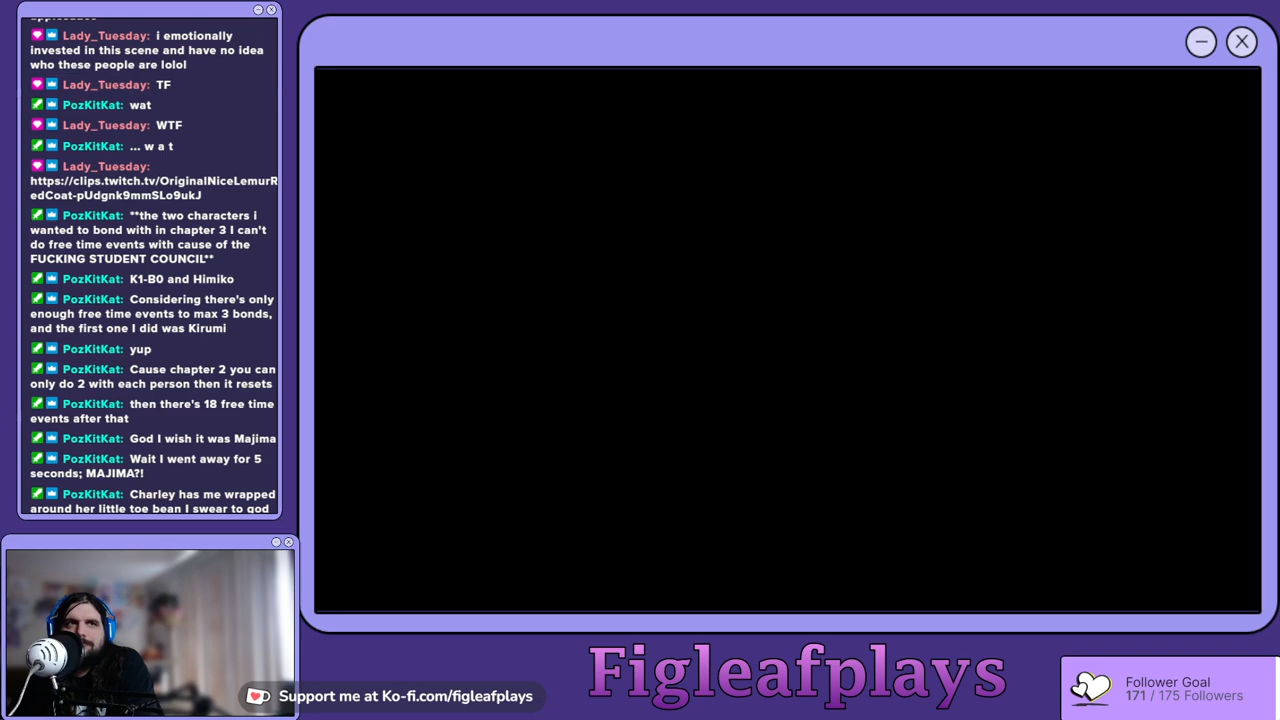 Lady_Tuesday: i emotionally
invested in this scene and have no idea
who these people are lolol
Lady_Tuesday: TF
PozKitKat: wat
Lady_Tuesday: WTF
PozKitKat: ... w a t
Lady_Tuesday:
https://clips.twitch.tv/OriginalNiceLemurR
edCoat-pUdgnk9mmSLo9ukJ
PozKitKat: **the two characters i
wanted to bond with in chapter 3 I can't
do free time events with cause of the
FUCKING STUDENT COUNCIL**
PozKitKat: K1-B0 and Himiko
PozKitKat: Considering there's only
enough free time events to max 3 bonds,
and the first one I did was Kirumi
PozKitKat: yup
PozKitKat: Cause chapter 2 you can
only do 2 with each person then it resets
PozKitKat: then there's 18 free time
events after that
PozKitKat: God I wish it was Majima
PozKitKat: Wait I went away for 5
seconds; MAJIMA?!
PozKitKat: Charley has me wrapped
around her little toe bean I swear to god
Support me at Ko-fi.com/figleafplays
Figleafplays
Follower Goal
171 / 175 Followers